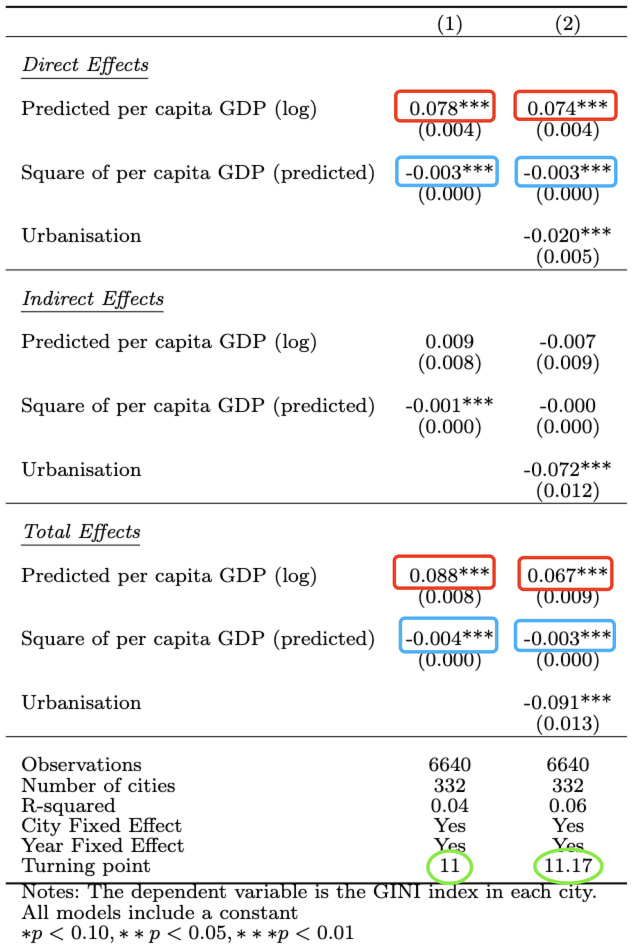 (1) (2)
Direct Effects
Predicted per capita GDP (log) 0.078*** 0.074***
(0.004) (0.004)
Square of per capita GDP (predicted) -0.003*** -0.003***
(0.000) (0.000)
Urbanisation -0.020***
(0.005)
Indirect Effects
Predicted per capita GDP (log) 0.009 -0.007
(0.008) (0.009)
Square of per capita GDP (predicted) -0.001*** -0.000
(0.000) (0.000)
Urbanisation -0.072***
(0.012)
Total Effects
Predicted per capita GDP (log) 0.088*** 0.067***
(0.008) (0.009)
Square of per capita GDP (predicted) -0.004*** -0.003***
(0.000) (0.000)
Urbanisation -0.091***
(0.013)
Observations 6640 6640
Number of cities 332 332
R-squared 0.04 0.06
City Fixed Effect Yes Yes
Year Fixed Effect Yes Yes
Turning point 11 11.17
Notes: The dependent variable is the GINI index in each city.
All models include a constant
*p < 0.10, * * p < 0.05, * * *p < 0.01